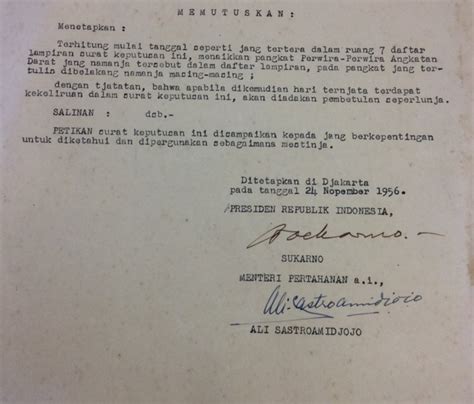 MEMUTUSKAN:
Menetapkan :
Terhitung mulai tanggal seperti jang tertera dalam ruang 7 daftar
lampiran surat keputusan ini, menaikkan pangkat Perwira-Perwira Angkatan
Darat jang namanja tersebut dalam daftar lempiran, pada pangkat jang ter-
tulis dibelakang namanja masing-masing ;
dengan tjatatan, bahwa apabila dikemudian hari ternjata terdapat
kekeliruan dalam surat keputusan ini, akan diadakan pembetulan seperlunja.
SALINAN : dsb.-
PETIKAN surat keputusan ini disampaikan kepada jang berkepentingan
untuk diketahui dan dipergunakan sebagaimana mestinja.
Ditetapkan di Djakarta
pada tanggal 24 Nopember 1956.
PRESIDEN REPUBLIK INDONESIA,
Soekarno.-
SUKARNO
MENTERI PERTAHANAN a.i.,
Ali Sastroamidjojo
ALI SASTROAMIDJOJO